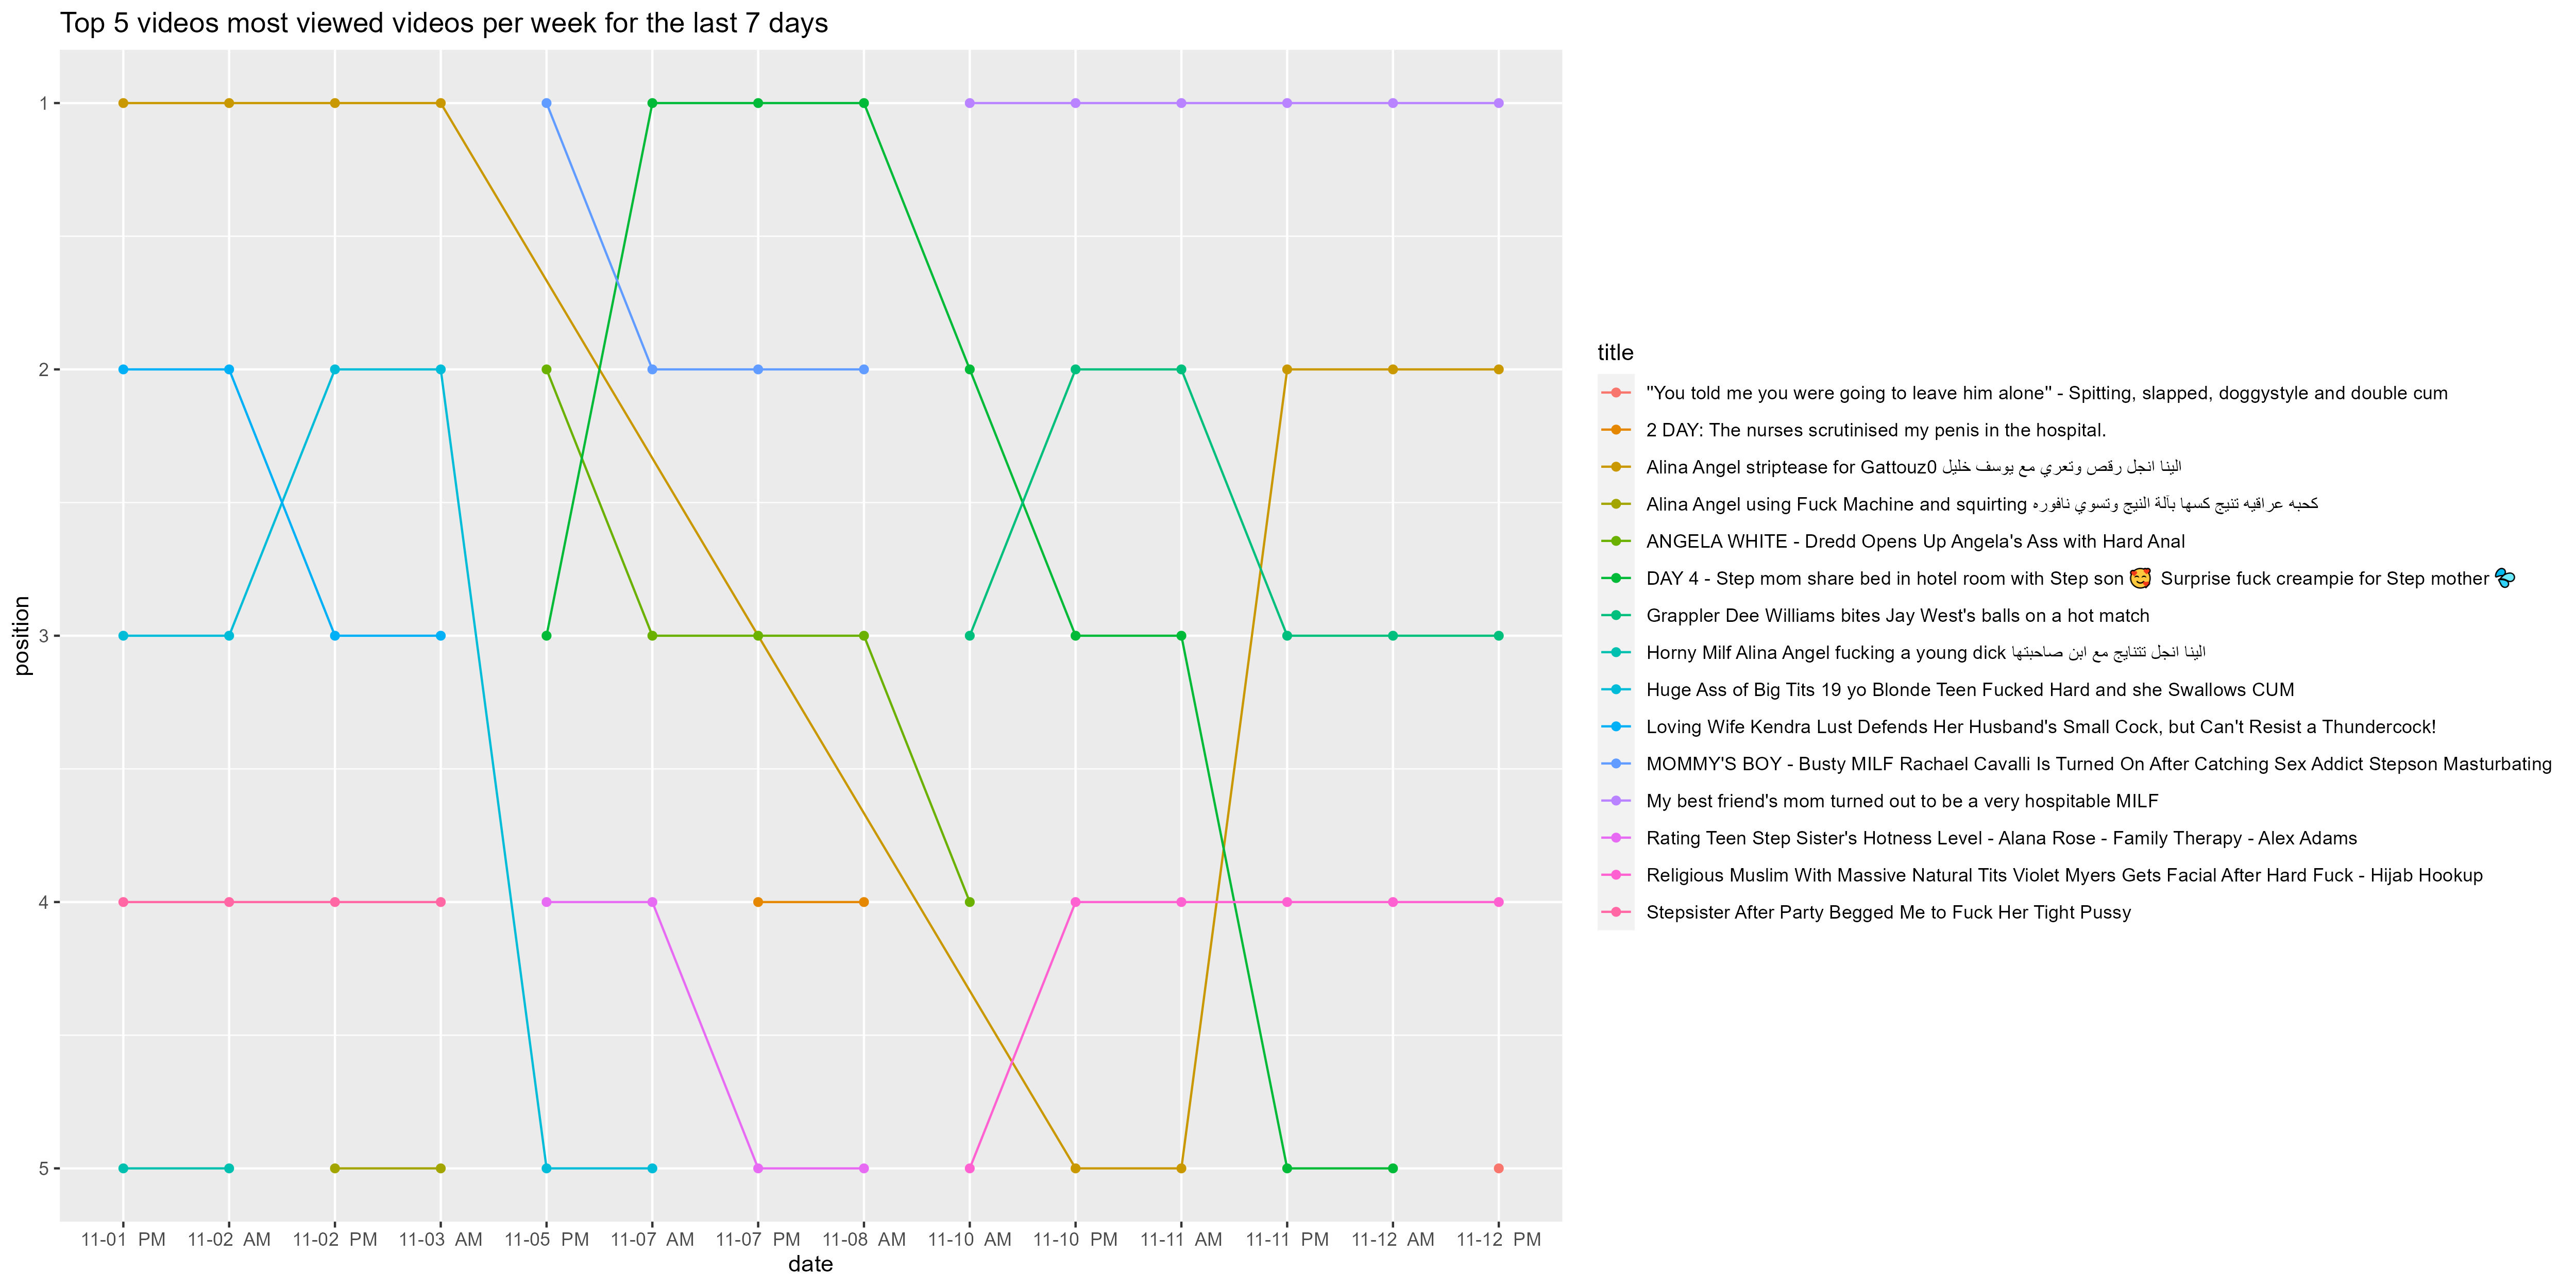 Top 5 videos most viewed videos per week for the last 7 days
position
1
2
3
4
5
11-01 PM 11-02 AM 11-02 PM 11-03 AM 11-05 PM 11-07 AM 11-07 PM 11-08 AM 11-10 AM 11-10 PM 11-11 AM 11-11 PM 11-12 AM 11-12 PM
date
title
"You told me you were going to leave him alone" - Spitting, slapped, doggystyle and double cum
2 DAY: The nurses scrutinised my penis in the hospital.
Alina Angel striptease for Gattouz0 الينا انجل رقص وتعري مع يوسف خليل
Alina Angel using Fuck Machine and squirting كحبه عراقيه تنيج كسها بآلة النيج وتسوي نافوره
ANGELA WHITE - Dredd Opens Up Angela's Ass with Hard Anal
DAY 4 - Step mom share bed in hotel room with Step son 🥰 Surprise fuck creampie for Step mother 💦
Grappler Dee Williams bites Jay West's balls on a hot match
Horny Milf Alina Angel fucking a young dick الينا انجل تتنايج مع ابن صاحبتها
Huge Ass of Big Tits 19 yo Blonde Teen Fucked Hard and she Swallows CUM
Loving Wife Kendra Lust Defends Her Husband's Small Cock, but Can't Resist a Thundercock!
MOMMY'S BOY - Busty MILF Rachael Cavalli Is Turned On After Catching Sex Addict Stepson Masturbating
My best friend's mom turned out to be a very hospitable MILF
Rating Teen Step Sister's Hotness Level - Alana Rose - Family Therapy - Alex Adams
Religious Muslim With Massive Natural Tits Violet Myers Gets Facial After Hard Fuck - Hijab Hookup
Stepsister After Party Begged Me to Fuck Her Tight Pussy